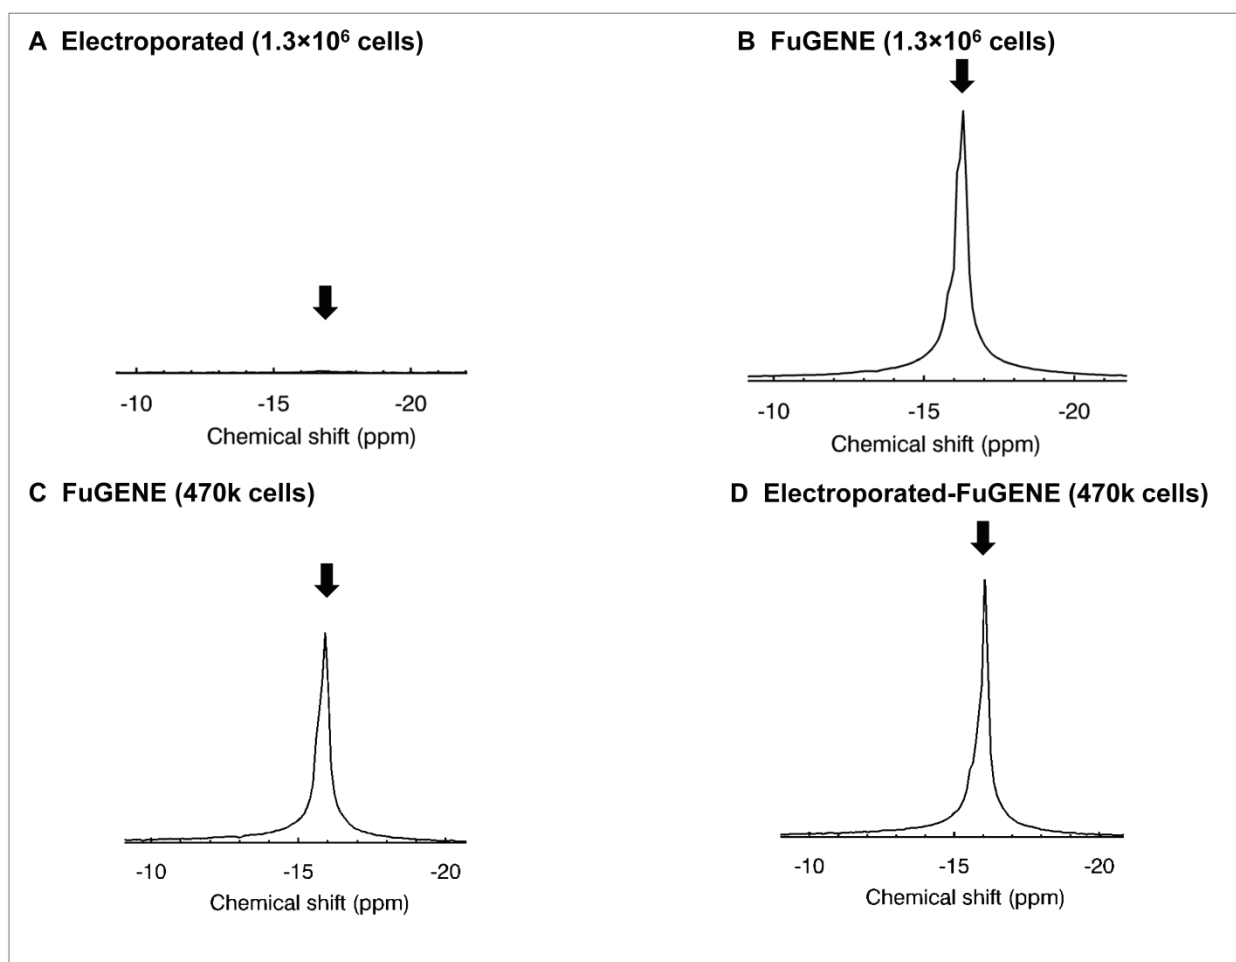 A Electroporated (1.3×10⁶ cells)
B FuGENE (1.3×10⁶ cells)
-10 -15 -20
Chemical shift (ppm)
-10 -15 -20
Chemical shift (ppm)
C FuGENE (470k cells)
D Electroporated-FuGENE (470k cells)
-10 -15 -20
Chemical shift (ppm)
-10 -15 -20
Chemical shift (ppm)